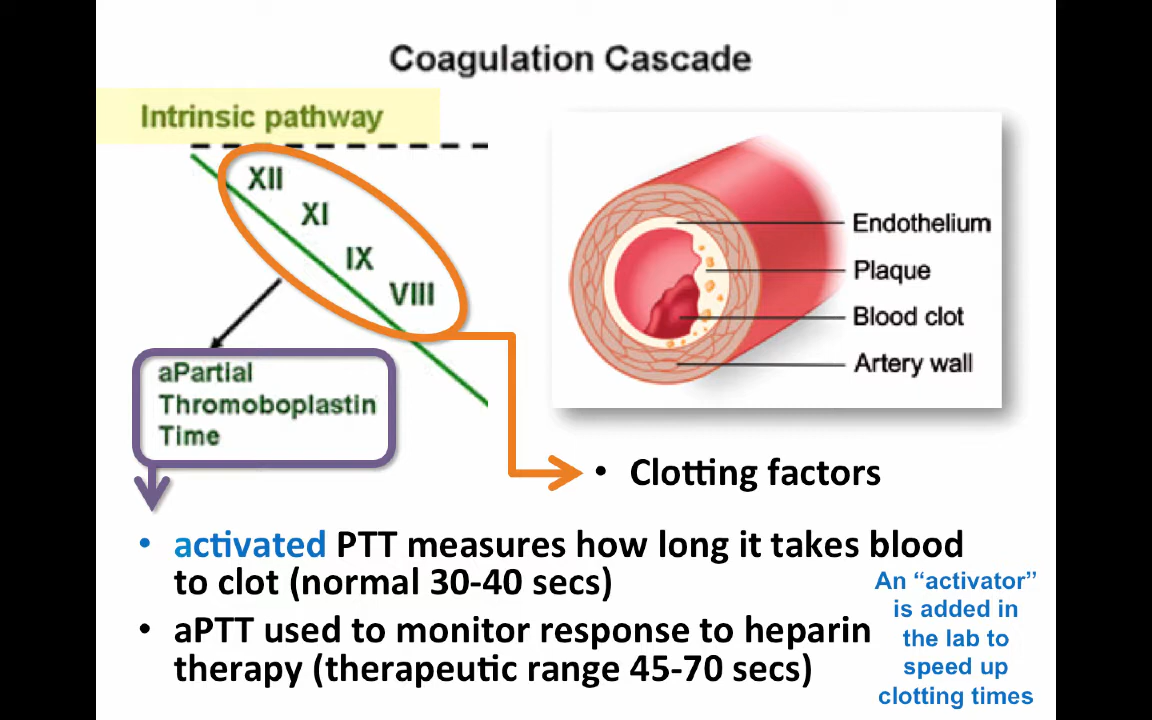 Coagulation Cascade
Intrinsic pathway
XII
XI
IX
VIII
aPartial
Thromoboplastin
Time
Endothelium
Plaque
Blood clot
Artery wall
• Clotting factors
• activated PTT measures how long it takes blood
to clot (normal 30-40 secs)
• aPTT used to monitor response to heparin
therapy (therapeutic range 45-70 secs)
An “activator”
is added in
the lab to
speed up
clotting times